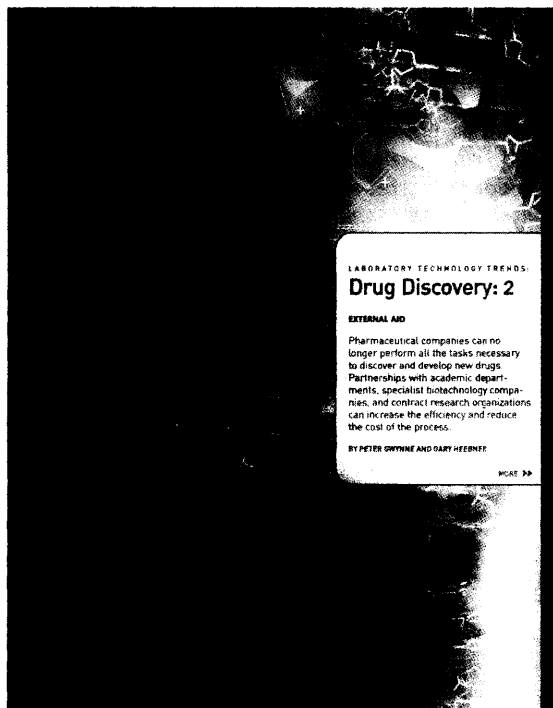 LABORATORY TECHNOLOGY TRENDS:
Drug Discovery: 2
EXTERNAL AID
Pharmaceutical companies can no
longer perform all the tasks necessary
to discover and develop new drugs.
Partnerships with academic depart-
ments, specialist biotechnology compa-
nies, and contract research organizations
can increase the efficiency and reduce
the cost of the process.
BY PETER GWYNNE AND GARY HEEBNER
MORE >>